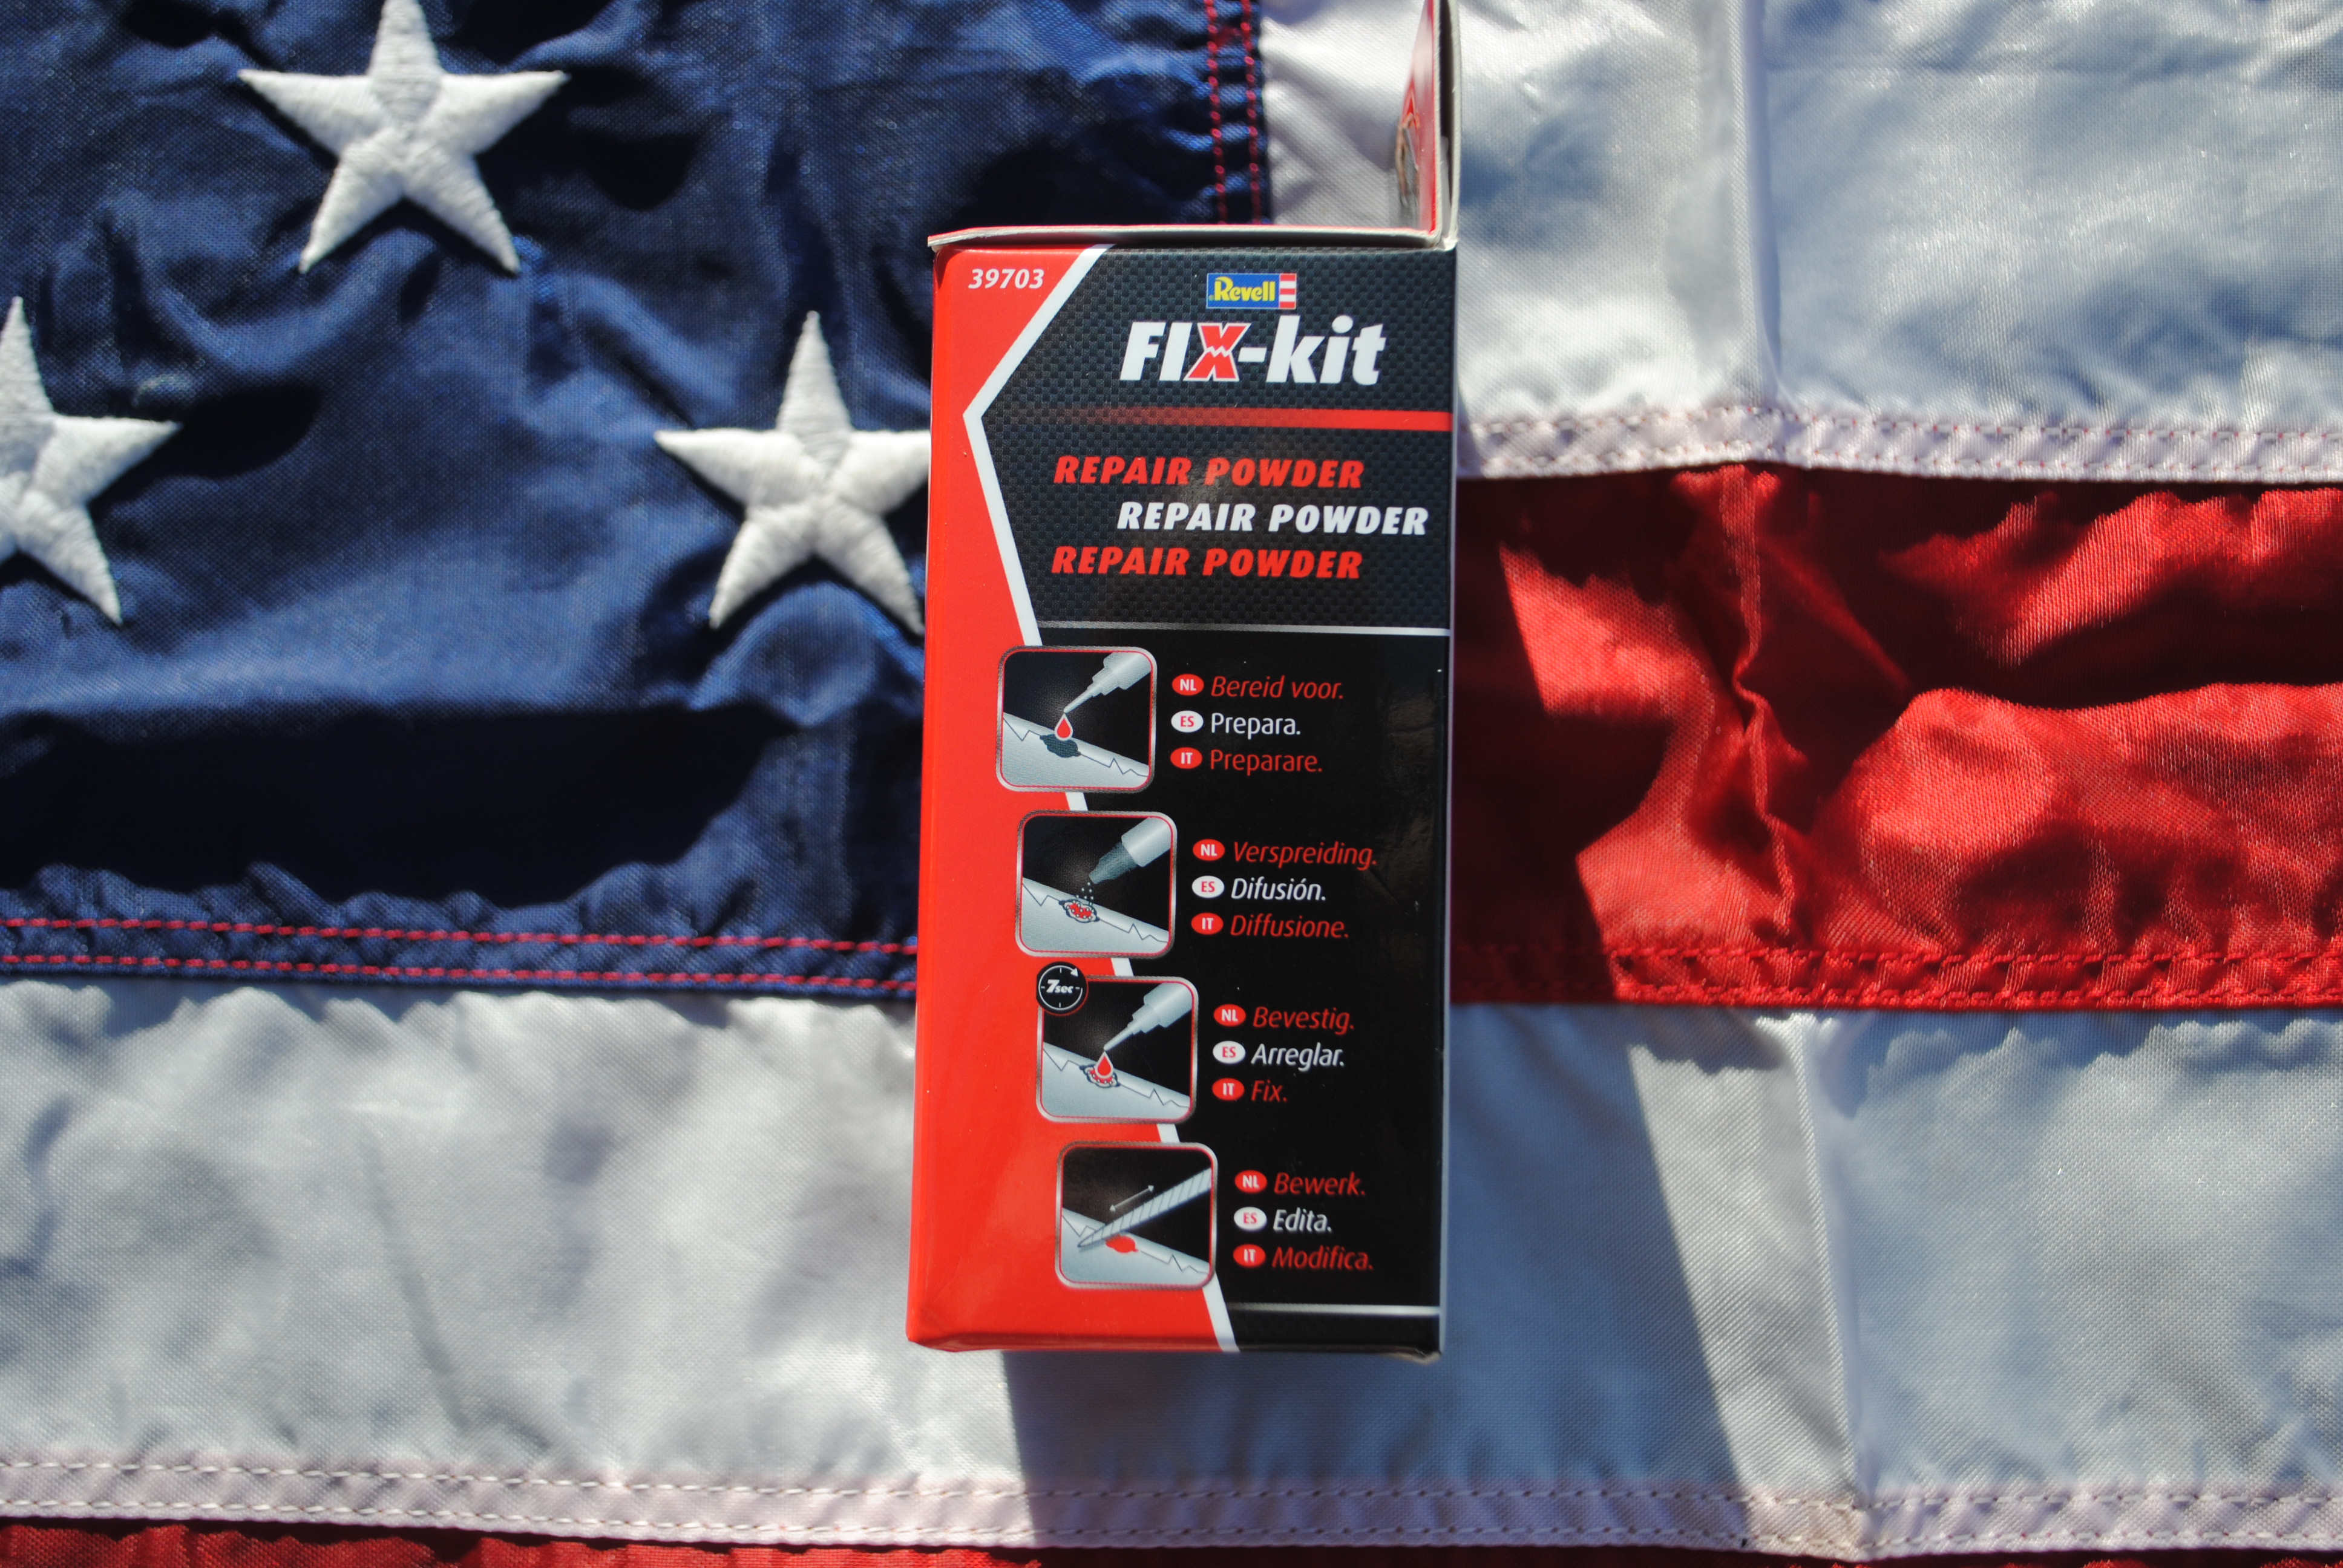 39703
Revell
FIX-kit
REPAIR POWDER
REPAIR POWDER
REPAIR POWDER
NL Bereid voor.
ES Prepara.
IT Preparare.
NL Verspreiding.
ES Difusión.
IT Diffusione.
7sec
NL Bevestig.
ES Arreglar.
IT Fix.
NL Bewerk.
ES Edita.
IT Modifica.